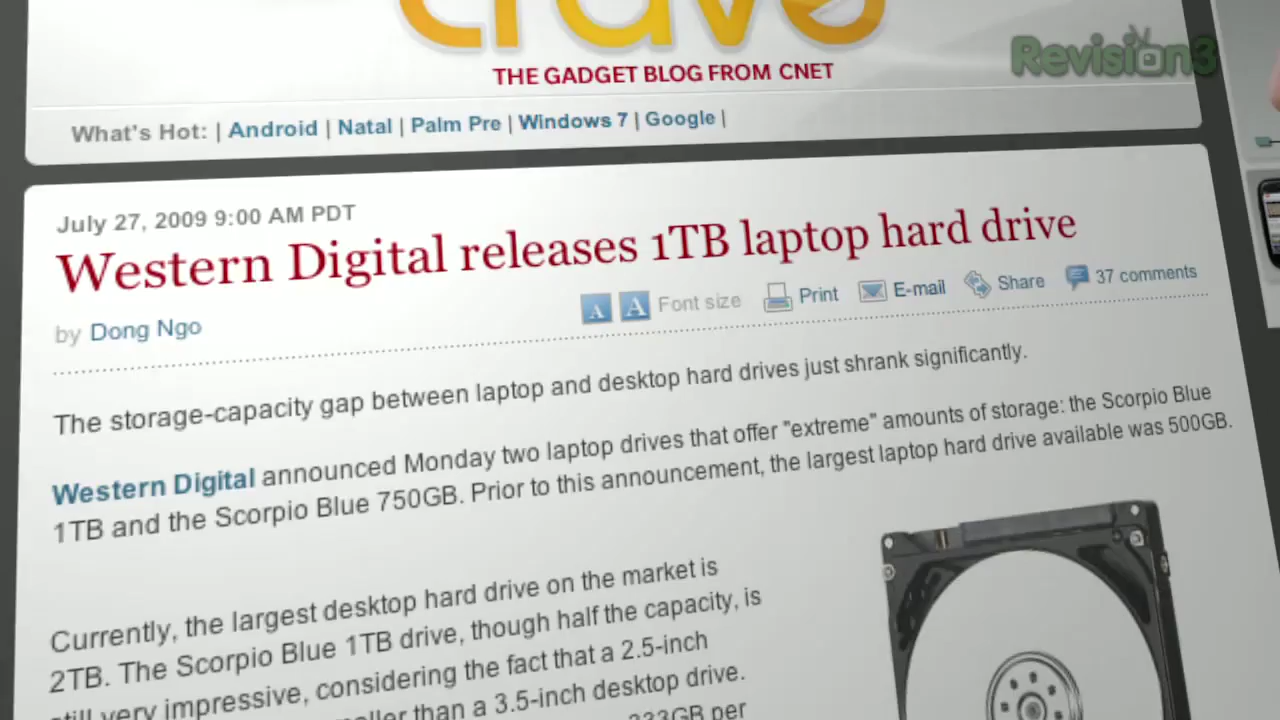 crave
THE GADGET BLOG FROM CNET
Revision3
What's Hot: | Android | Natal | Palm Pre | Windows 7 | Google |
July 27, 2009 9:00 AM PDT
Western Digital releases 1TB laptop hard drive
by Dong Ngo
A A Font size Print E-mail Share 37 comments
The storage-capacity gap between laptop and desktop hard drives just shrank significantly.
Western Digital announced Monday two laptop drives that offer "extreme" amounts of storage: the Scorpio Blue
1TB and the Scorpio Blue 750GB. Prior to this announcement, the largest laptop hard drive available was 500GB.
Currently, the largest desktop hard drive on the market is
2TB. The Scorpio Blue 1TB drive, though half the capacity, is
still very impressive, considering the fact that a 2.5-inch
than a 3.5-inch desktop drive.
333GB per